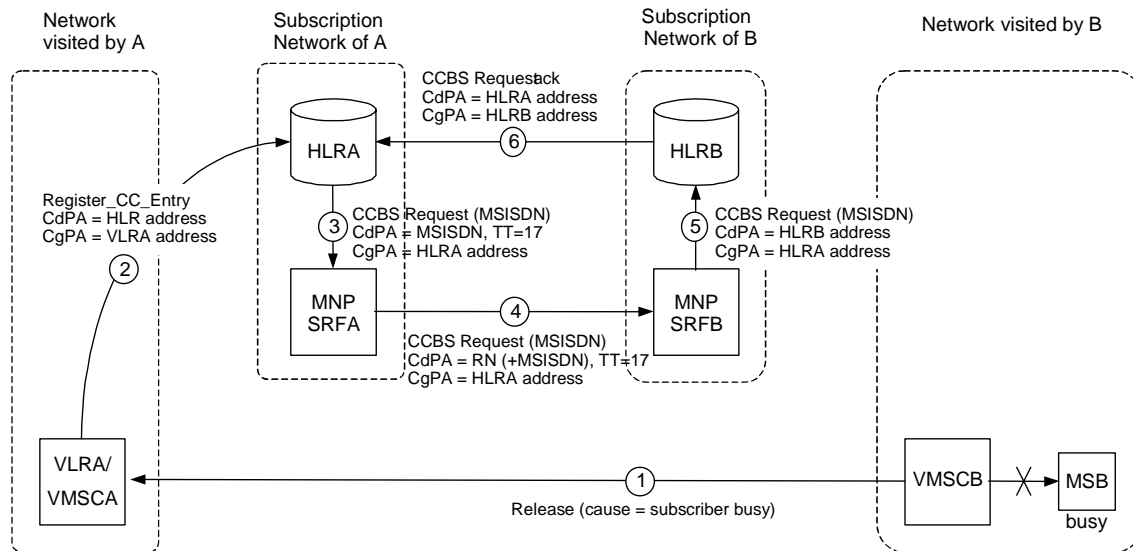 Network
visited by A
Subscription
Network of A
Subscription
Network of B
Network visited by B
CCBS Requestack
CdPA = HLRA address
CgPA = HLRB address
6
HLRA
HLRB
Register_CC_Entry
CdPA = HLR address
CgPA = VLRA address
2
3
CCBS Request (MSISDN)
CdPA = MSISDN, TT=17
CgPA = HLRA address
5
CCBS Request (MSISDN)
CdPA = HLRB address
CgPA = HLRA address
MNP
SRFA
4
MNP
SRFB
CCBS Request (MSISDN)
CdPA = RN (+MSISDN), TT=17
CgPA = HLRA address
VLRA/
VMSCA
1
Release (cause = subscriber busy)
VMSCB
MSB
busy